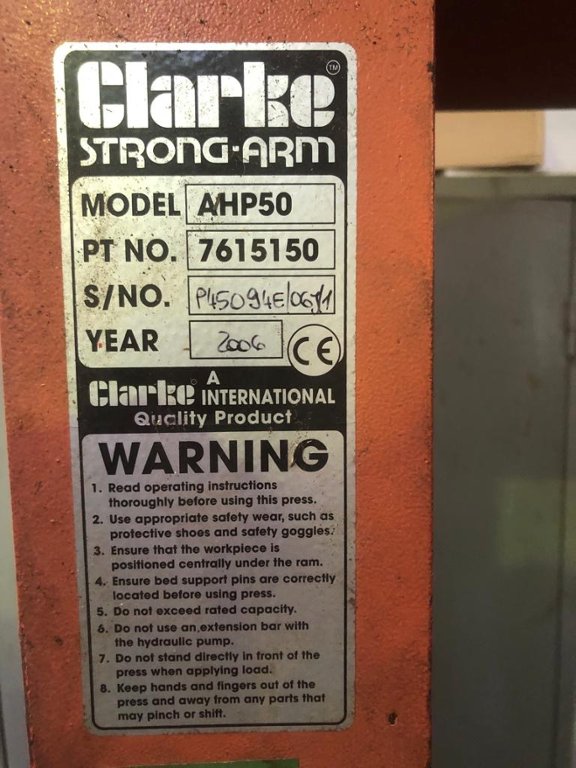 Clarke TM
STRONG-ARM
MODEL AHP50
PT NO. 7615150
S/NO. P45094E/06/1
YEAR 2006 CE
Clarke A INTERNATIONAL
Quality Product
WARNING
1. Read operating instructions
thoroughly before using this press.
2. Use appropriate safety wear, such as
protective shoes and safety goggles.
3. Ensure that the workpiece is
positioned centrally under the ram.
4. Ensure bed support pins are correctly
located before using press.
5. Do not exceed rated capacity.
6. Do not use an extension bar with
the hydraulic pump.
7. Do not stand directly in front of the
press when applying load.
8. Keep hands and fingers out of the
press and away from any parts that
may pinch or shift.